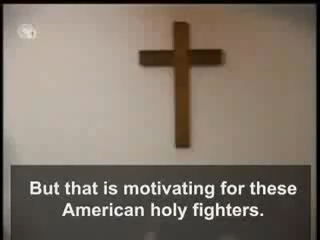 But that is motivating for these
American holy fighters.